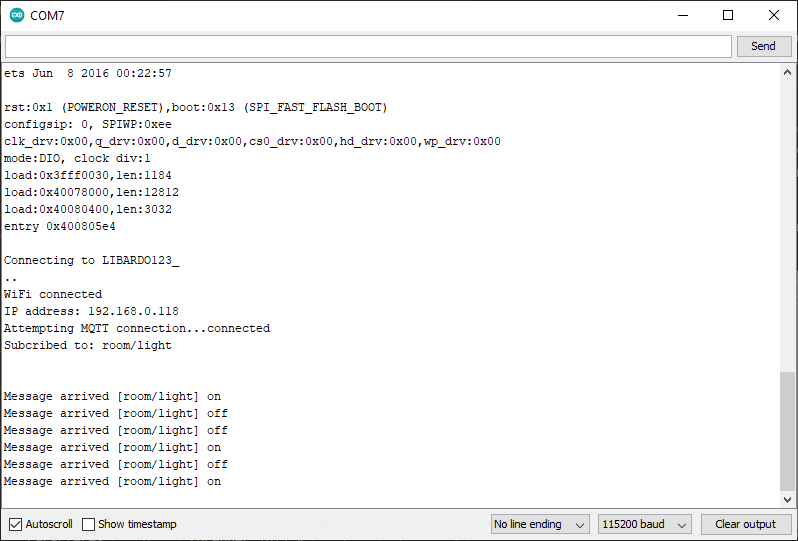 COM7
Send
ets Jun  8 2016 00:22:57
rst:0x1 (POWERON_RESET),boot:0x13 (SPI_FAST_FLASH_BOOT)
configsip: 0, SPIWP:0xee
clk_drv:0x00,q_drv:0x00,d_drv:0x00,cs0_drv:0x00,hd_drv:0x00,wp_drv:0x00
mode:DIO, clock div:1
load:0x3fff0030,len:1184
load:0x40078000,len:12812
load:0x40080400,len:3032
entry 0x400805e4
Connecting to LIBARDO123_
..
WiFi connected
IP address: 192.168.0.118
Attempting MQTT connection...connected
Subcribed to: room/light
Message arrived [room/light] on
Message arrived [room/light] off
Message arrived [room/light] off
Message arrived [room/light] on
Message arrived [room/light] off
Message arrived [room/light] on
Autoscroll Show timestamp No line ending 115200 baud Clear output